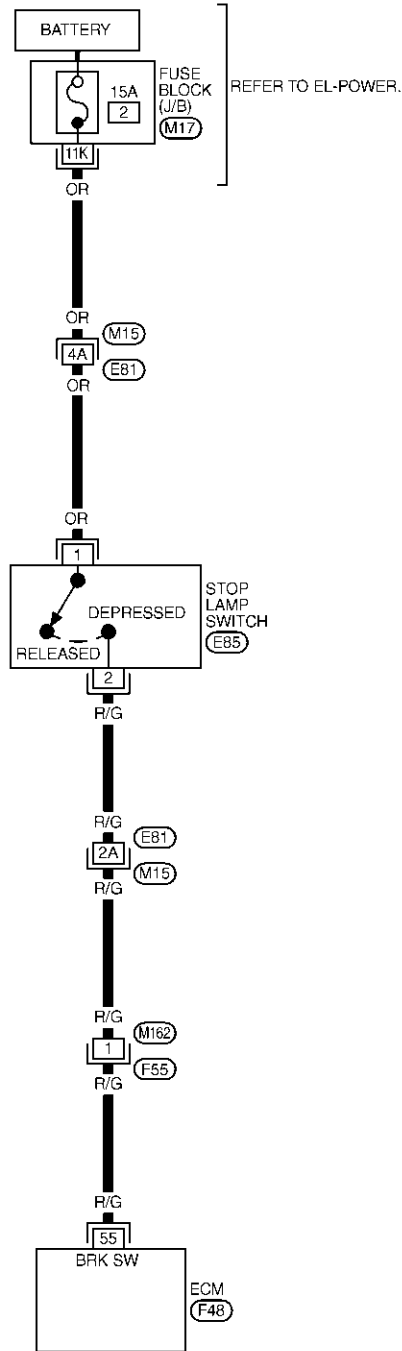 BATTERY
15A
2
FUSE
BLOCK
(J/B)
M17
REFER TO EL-POWER.
11K
OR
OR
M15
4A
E81
OR
OR
1
DEPRESSED
RELEASED
STOP
LAMP
SWITCH
E85
2
R/G
R/G
E81
2A
M15
R/G
R/G
M162
1
F55
R/G
R/G
55
BRK SW
ECM
F48